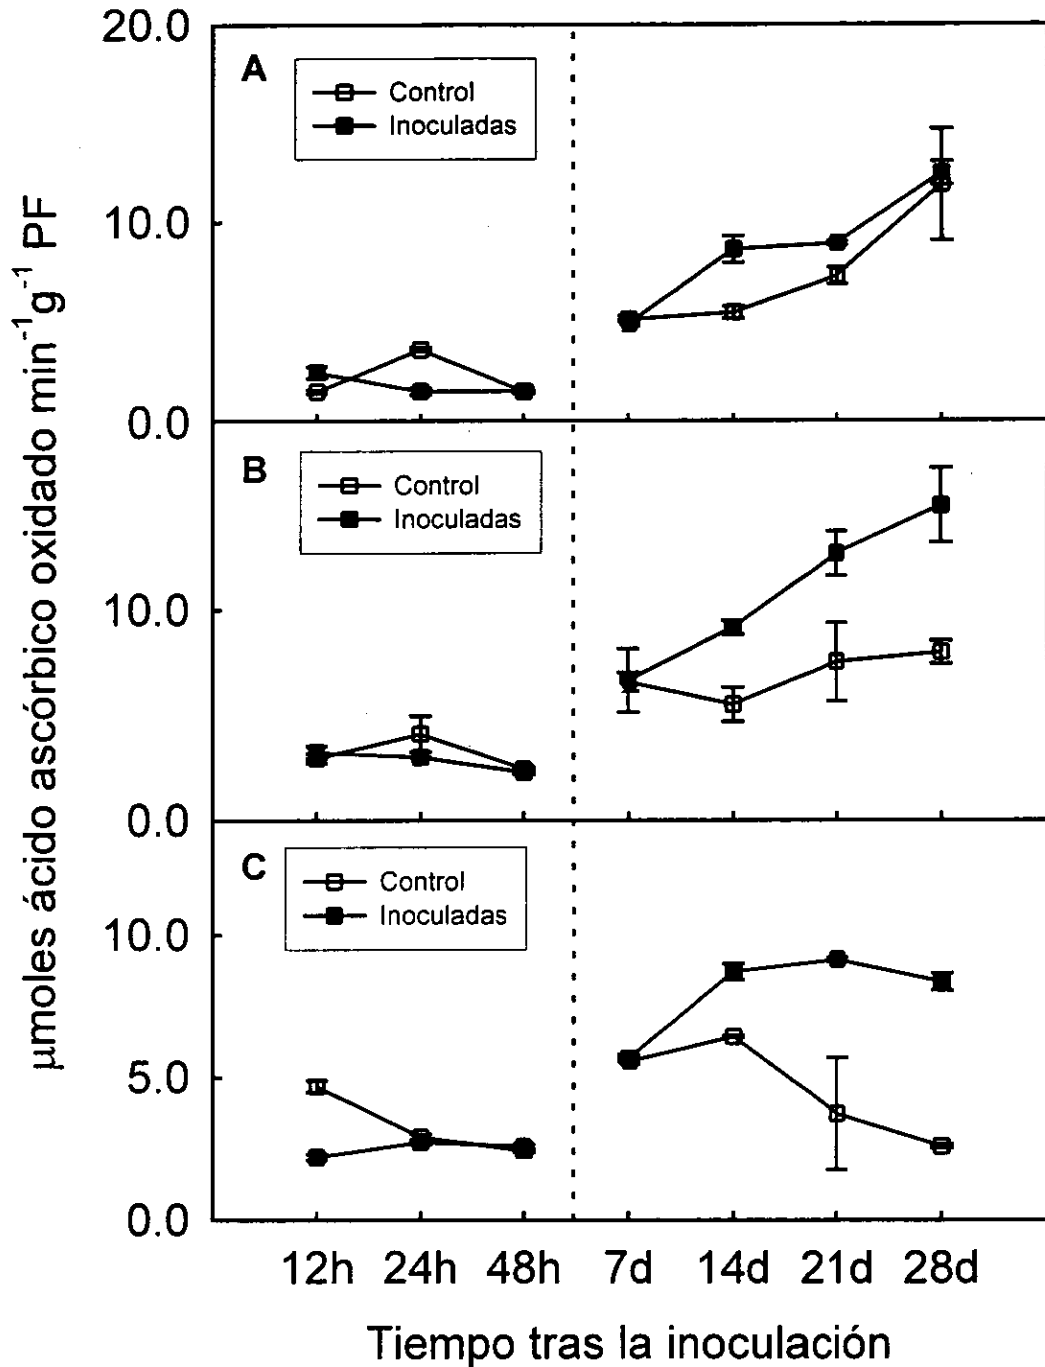 20.0
A
Control
Inoculadas
10.0
0.0
B
Control
Inoculadas
10.0
0.0
C
Control
Inoculadas
10.0
5.0
0.0
12h 24h 48h 7d 14d 21d 28d
Tiempo tras la inoculación
µmoles ácido ascórbico oxidado min⁻¹g⁻¹ PF